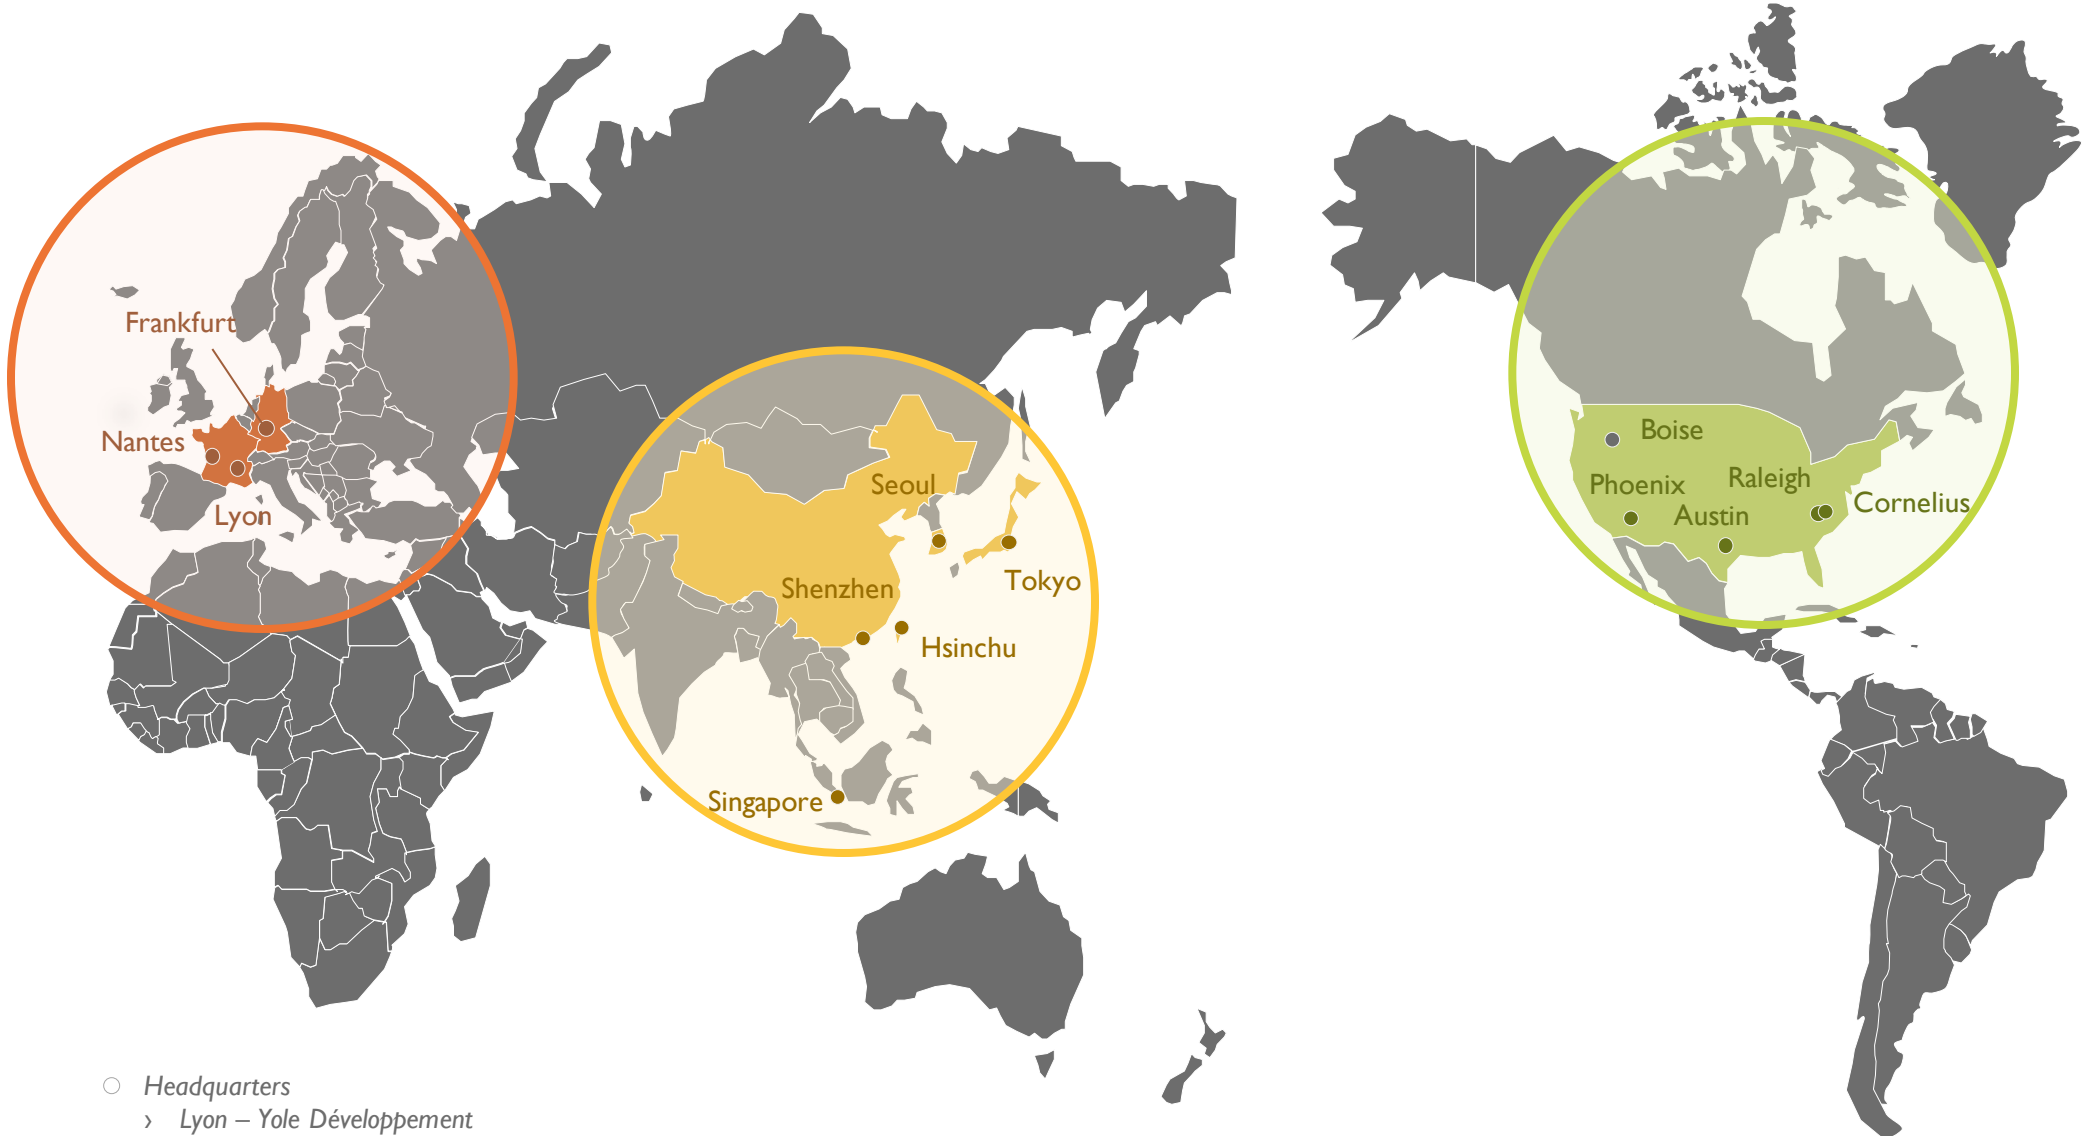 Frankfurt
Nantes
Lyon
Seoul
Shenzhen
Tokyo
Hsinchu
Singapore
Boise
Phoenix
Raleigh
Austin
Cornelius
Headquarters
› Lyon – Yole Développement